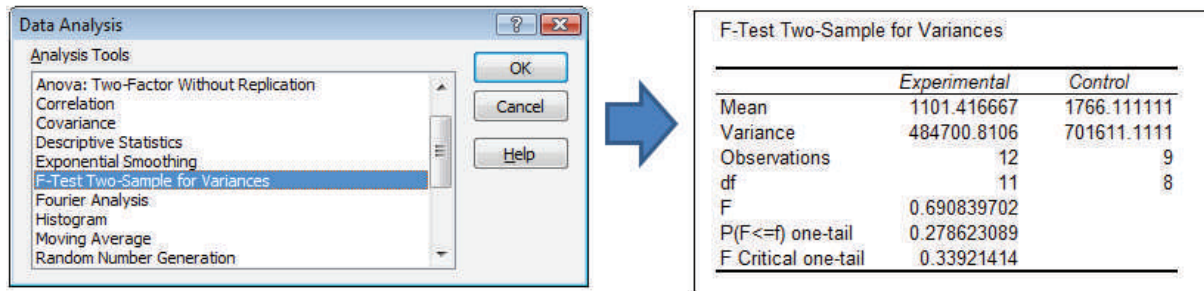 Data Analysis
Analysis Tools
Anova: Two-Factor Without Replication
Correlation
Covariance
Descriptive Statistics
Exponential Smoothing
F-Test Two-Sample for Variances
Fourier Analysis
Histogram
Moving Average
Random Number Generation
OK
Cancel
Help
F-Test Two-Sample for Variances
Experimental Control
Mean 1101.416667 1766.111111
Variance 484700.8106 701611.1111
Observations 12 9
df 11 8
F 0.690839702
P(F<=f) one-tail 0.278623089
F Critical one-tail 0.33921414